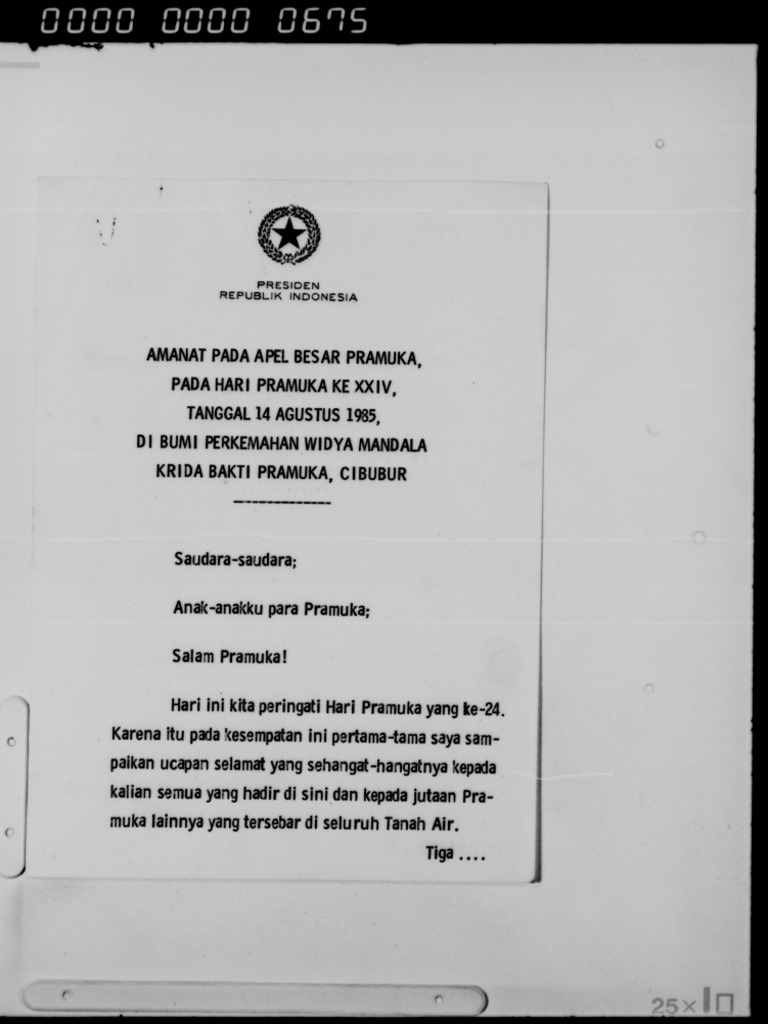 0000 0000 0675
PRESIDEN
REPUBLIK INDONESIA
AMANAT PADA APEL BESAR PRAMUKA,
PADA HARI PRAMUKA KE XXIV,
TANGGAL 14 AGUSTUS 1985,
DI BUMI PERKEMAHAN WIDYA MANDALA
KRIDA BAKTI PRAMUKA, CIBUBUR
Saudara-saudara;
Anak-anakku para Pramuka;
Salam Pramuka!
Hari ini kita peringati Hari Pramuka yang ke-24.
Karena itu pada kesempatan ini pertama-tama saya sam-
paikan ucapan selamat yang sehangat-hangatnya kepada
kalian semua yang hadir di sini dan kepada jutaan Pra-
muka lainnya yang tersebar di seluruh Tanah Air.
Tiga ....
25×